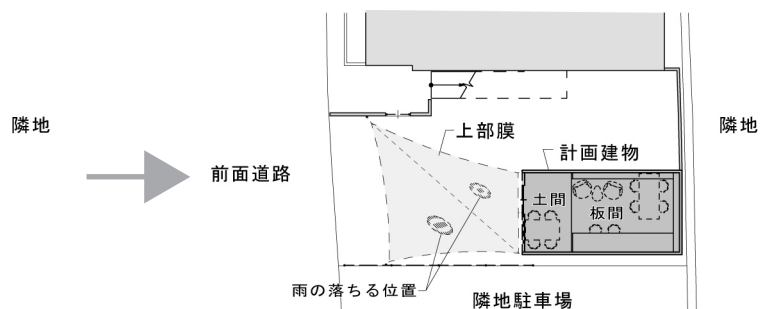 隣地
前面道路
上部膜
計画建物
隣地
土間
板間
雨の落ちる位置
隣地駐車場